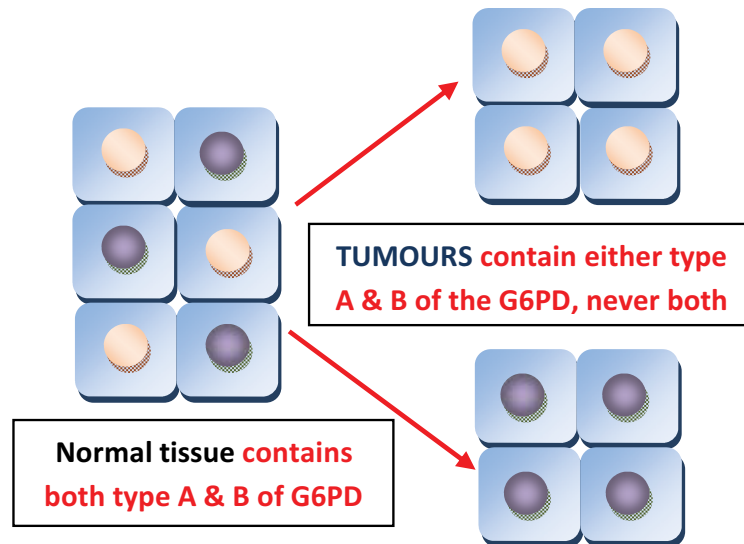 TUMOURS contain either type
A & B of the G6PD, never both
Normal tissue contains
both type A & B of G6PD